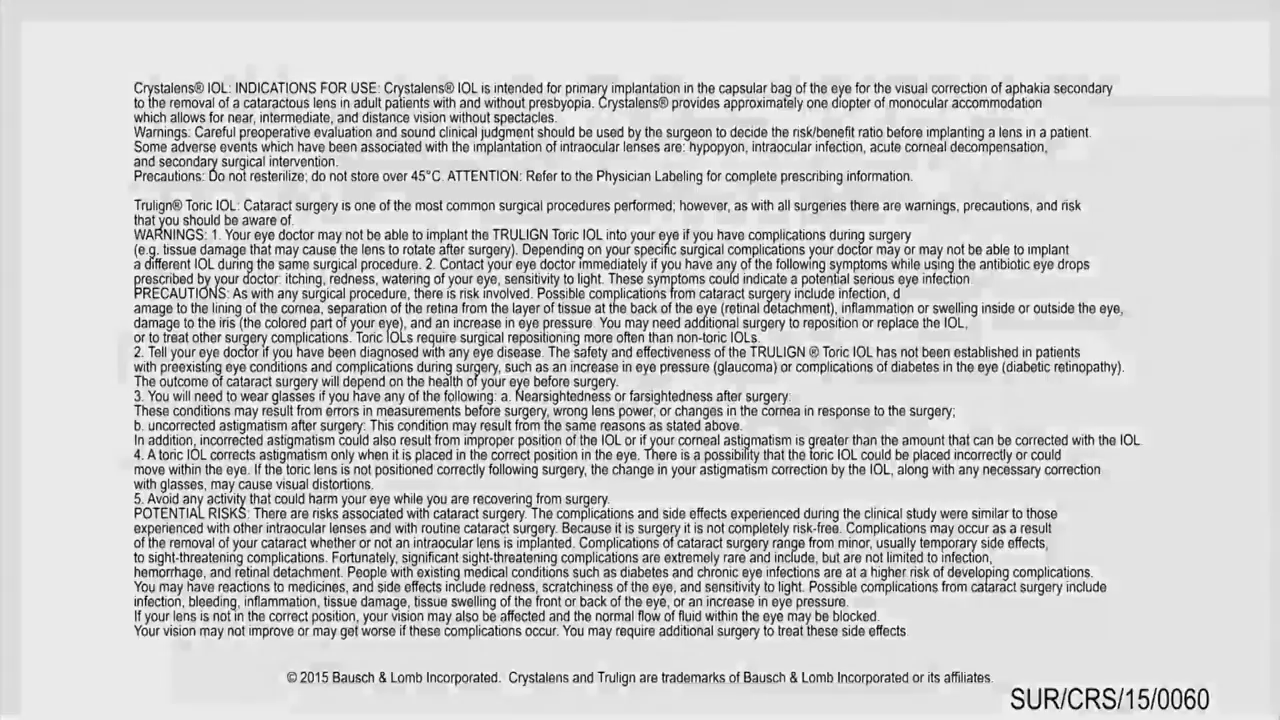 Crystalens® IOL: INDICATIONS FOR USE: Crystalens® IOL is intended for primary implantation in the capsular bag of the eye for the visual correction of aphakia secondary
to the removal of a cataractous lens in adult patients with and without presbyopia. Crystalens® provides approximately one diopter of monocular accommodation
which allows for near, intermediate, and distance vision without spectacles.
Warnings: Careful preoperative evaluation and sound clinical judgment should be used by the surgeon to decide the risk/benefit ratio before implanting a lens in a patient.
Some adverse events which have been associated with the implantation of intraocular lenses are: hypopyon, intraocular infection, acute corneal decompensation,
and secondary surgical intervention.
Precautions: Do not resterilize; do not store over 45°C. ATTENTION: Refer to the Physician Labeling for complete prescribing information.
Trulign® Toric IOL: Cataract surgery is one of the most common surgical procedures performed; however, as with all surgeries there are warnings, precautions, and risk
that you should be aware of.
WARNINGS: 1. Your eye doctor may not be able to implant the TRULIGN Toric IOL into your eye if you have complications during surgery
(e.g. tissue damage that may cause the lens to rotate after surgery). Depending on your specific surgical complications your doctor may or may not be able to implant
a different IOL during the same surgical procedure. 2. Contact your eye doctor immediately if you have any of the following symptoms while using the antibiotic eye drops
prescribed by your doctor: itching, redness, watering of your eye, sensitivity to light. These symptoms could indicate a potential serious eye infection.
PRECAUTIONS: As with any surgical procedure, there is risk involved. Possible complications from cataract surgery include infection, d
amage to the lining of the cornea, separation of the retina from the layer of tissue at the back of the eye (retinal detachment), inflammation or swelling inside or outside the eye,
damage to the iris (the colored part of your eye), and an increase in eye pressure. You may need additional surgery to reposition or replace the IOL,
or to treat other surgery complications. Toric IOLs require surgical repositioning more often than non-toric IOLs.
2. Tell your eye doctor if you have been diagnosed with any eye disease. The safety and effectiveness of the TRULIGN ® Toric IOL has not been established in patients
with preexisting eye conditions and complications during surgery, such as an increase in eye pressure (glaucoma) or complications of diabetes in the eye (diabetic retinopathy).
The outcome of cataract surgery will depend on the health of your eye before surgery.
3. You will need to wear glasses if you have any of the following: a. Nearsightedness or farsightedness after surgery:
These conditions may result from errors in measurements before surgery, wrong lens power, or changes in the cornea in response to the surgery;
b. uncorrected astigmatism after surgery: This condition may result from the same reasons as stated above.
In addition, incorrected astigmatism could also result from improper position of the IOL or if your corneal astigmatism is greater than the amount that can be corrected with the IOL.
4. A toric IOL corrects astigmatism only when it is placed in the correct position in the eye. There is a possibility that the toric IOL could be placed incorrectly or could
move within the eye. If the toric lens is not positioned correctly following surgery, the change in your astigmatism correction by the IOL, along with any necessary correction
with glasses, may cause visual distortions.
5. Avoid any activity that could harm your eye while you are recovering from surgery.
POTENTIAL RISKS: There are risks associated with cataract surgery. The complications and side effects experienced during the clinical study were similar to those
experienced with other intraocular lenses and with routine cataract surgery. Because it is surgery it is not completely risk-free. Complications may occur as a result
of the removal of your cataract whether or not an intraocular lens is implanted. Complications of cataract surgery range from minor, usually temporary side effects,
to sight-threatening complications. Fortunately, significant sight-threatening complications are extremely rare and include, but are not limited to infection,
hemorrhage, and retinal detachment. People with existing medical conditions such as diabetes and chronic eye infections are at a higher risk of developing complications.
You may have reactions to medicines, and side effects include redness, scratchiness of the eye, and sensitivity to light. Possible complications from cataract surgery include
infection, bleeding, inflammation, tissue damage, tissue swelling of the front or back of the eye, or an increase in eye pressure.
If your lens is not in the correct position, your vision may also be affected and the normal flow of fluid within the eye may be blocked.
Your vision may not improve or may get worse if these complications occur. You may require additional surgery to treat these side effects.
© 2015 Bausch & Lomb Incorporated. Crystalens and Trulign are trademarks of Bausch & Lomb Incorporated or its affiliates.
SUR/CRS/15/0060